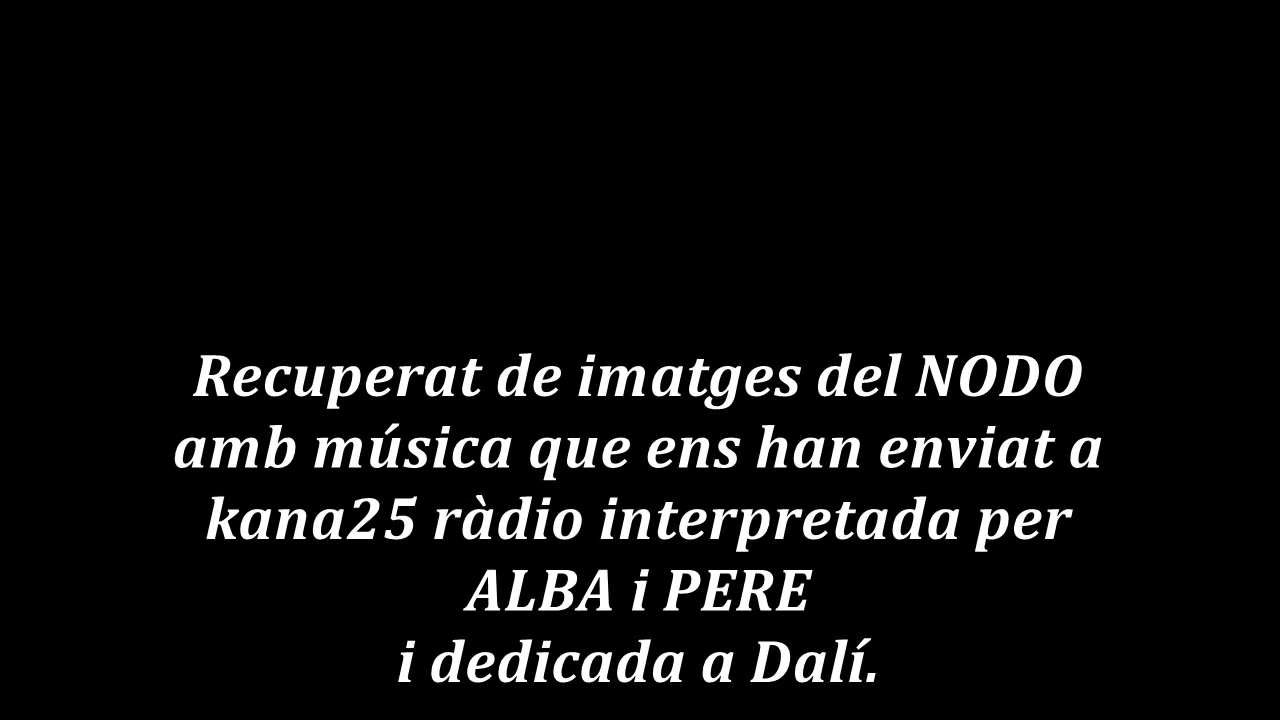 Recuperat de imatges del NODO
amb música que ens han enviat a
kana25 ràdio interpretada per
ALBA i PERE
i dedicada a Dalí.